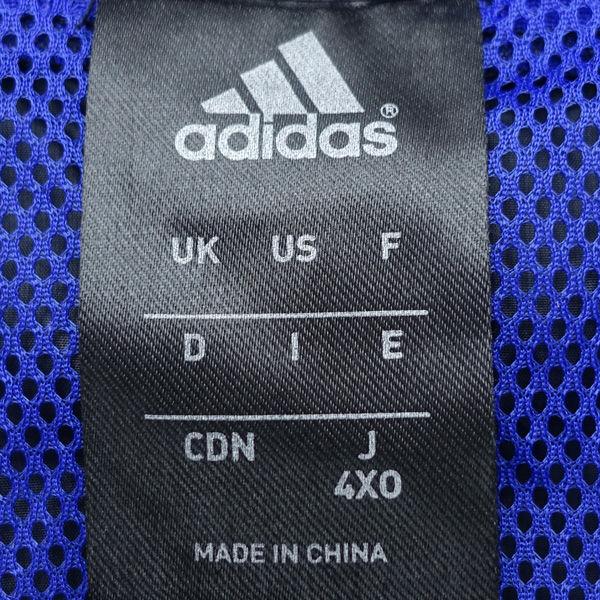 adidas®
UK US F
D I E
CDN J
4XO
MADE IN CHINA